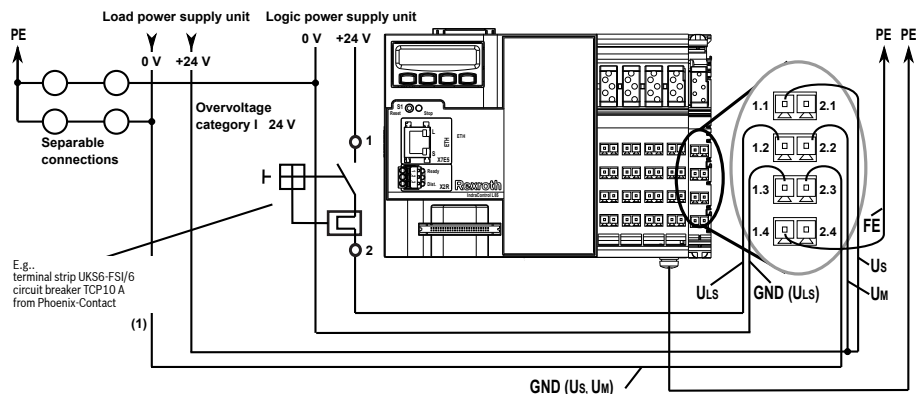 Load power supply unit
Logic power supply unit
PE
0 V
+24 V
0 V
+24 V
PE
PE
Overvoltage
category I 24 V
Separable
connections
1
2
S1
Reset
Stop
L
S
ETH
X7E5
ETH
Ready
Dist.
X2R
Rexroth
IndraControl L65
1.1
2.1
1.2
2.2
1.3
2.3
1.4
2.4
FE
E.g..
terminal strip UKS6-FSI/6
circuit breaker TCP10 A
from Phoenix-Contact
(1)
ULS
GND (ULS)
US
UM
GND (US, UM)